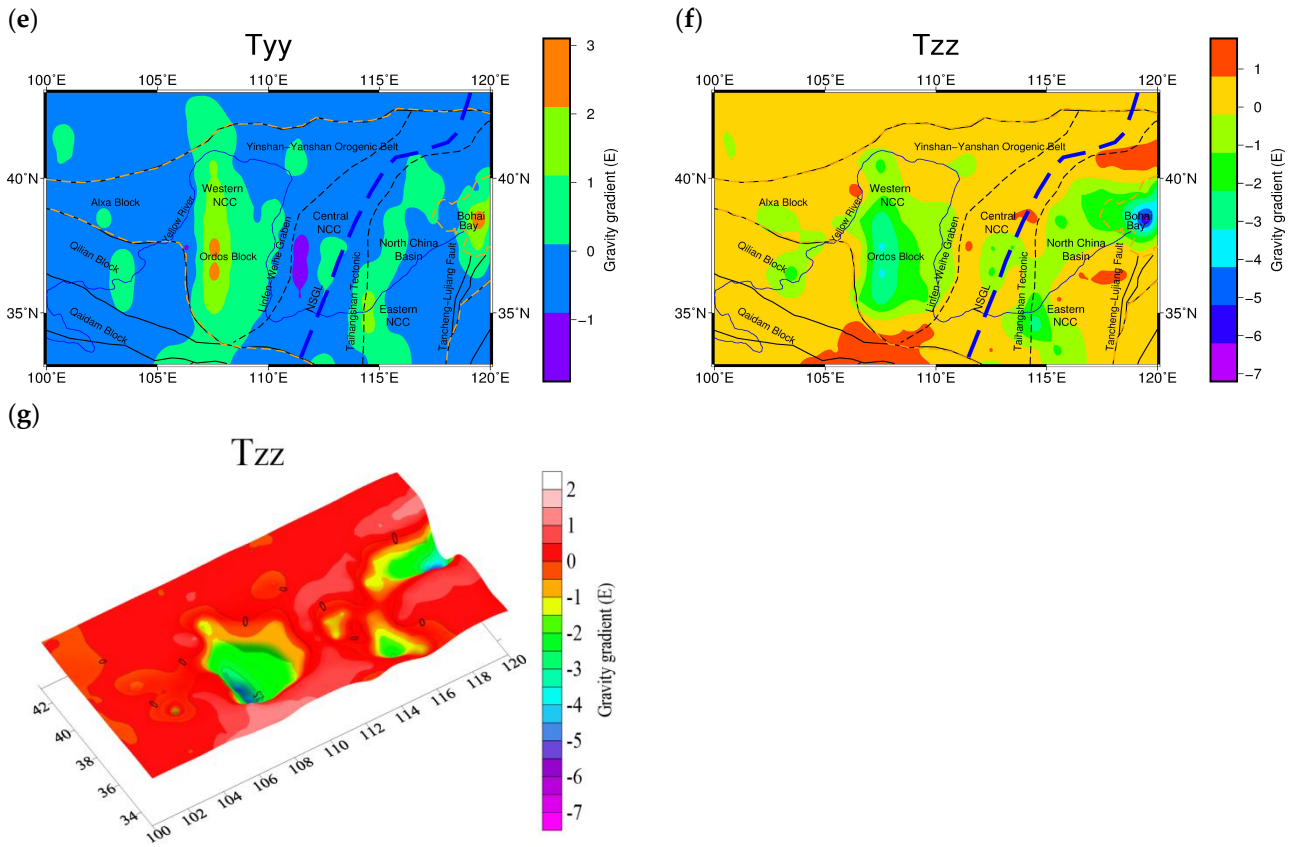 (e)
Tyy
100°E 105°E 110°E 115°E 120°E
40°N 40°N
35°N 35°N
100°E 105°E 110°E 115°E 120°E
Yinshan–Yanshan Orogenic Belt
Western
NCC
Alxa Block
Yellow River
Central
NCC
Bohai
Bay
Qilian Block
Ordos Block
Linfen–Weihe Graben
North China
Basin
Qaidam Block
NSGL
Taihangshan Tectonic
Eastern
NCC
Tancheng–Lujiang Fault
3
2
1
0
−1
Gravity gradient (E)
(f)
Tzz
100°E 105°E 110°E 115°E 120°E
40°N 40°N
35°N 35°N
100°E 105°E 110°E 115°E 120°E
Yinshan–Yanshan Orogenic Belt
Western
NCC
Alxa Block
Yellow River
Central
NCC
Bohai
Bay
Qilian Block
Ordos Block
Linfen–Weihe Graben
North China
Basin
Qaidam Block
NSGL
Taihangshan Tectonic
Eastern
NCC
Tancheng–Lujiang Fault
1
0
−1
−2
−3
−4
−5
−6
−7
Gravity gradient (E)
(g)
Tzz
42
40
38
36
34
100 102 104 106 108 110 112 114 116 118 120
2
1
0
-1
-2
-3
-4
-5
-6
-7
Gravity gradient (E)